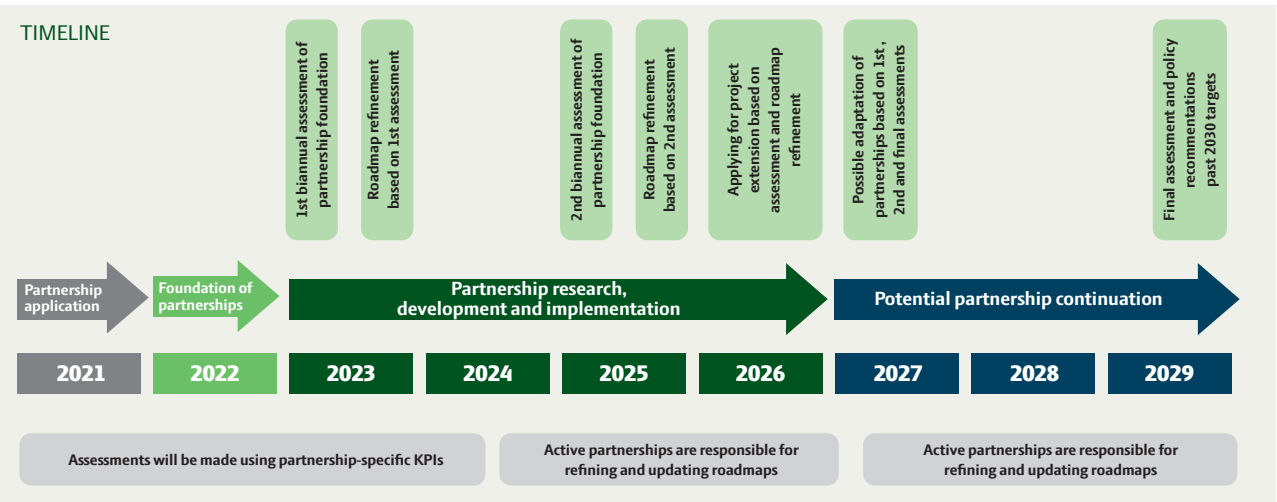 TIMELINE
1st biannual assessment of
partnership foundation
Roadmap refinement
based on 1st assessment
2nd biannual assessment of
partnership foundation
Roadmap refinement
based on 2nd assessment
Applying for project
extension based on
assessment and roadmap
refinement
Possible adaptation of
partnerships based on 1st ,
2nd and final assessments
Final assessment and policy
recommentations
past 2030 targets
Partnership
application
Foundation of
partnerships
Partnership research,
development and implementation
Potential partnership continuation
2021
2022
2023
2024
2025
2026
2027
2028
2029
Assessments will be made using partnership-specific KPIs
Active partnerships are responsible for
refining and updating roadmaps
Active partnerships are responsible for
refining and updating roadmaps